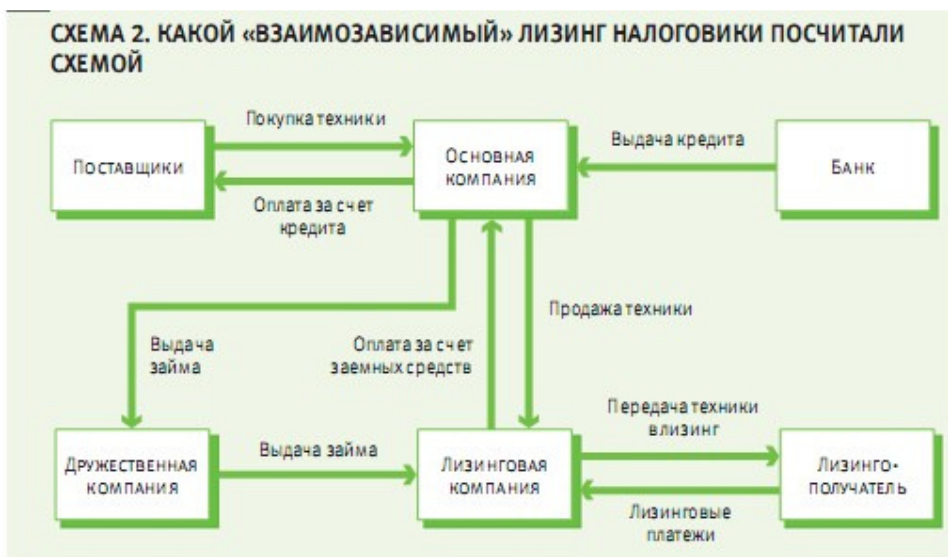 СХЕМА 2. КАКОЙ «ВЗАИМОЗАВИСИМЫЙ» ЛИЗИНГ НАЛОГОВИКИ ПОСЧИТАЛИ
СХЕМОЙ
Покупка техники
Выдача кредита
Поставщики
Основная
компания
Банк
Оплата за счет
кредита
Продажа техники
Выдача
займа
Оплата за счет
заемных средств
Передача техники
в лизинг
Дружественная
компания
Выдача займа
Лизинговая
компания
Лизинго-
получатель
Лизинговые
платежи